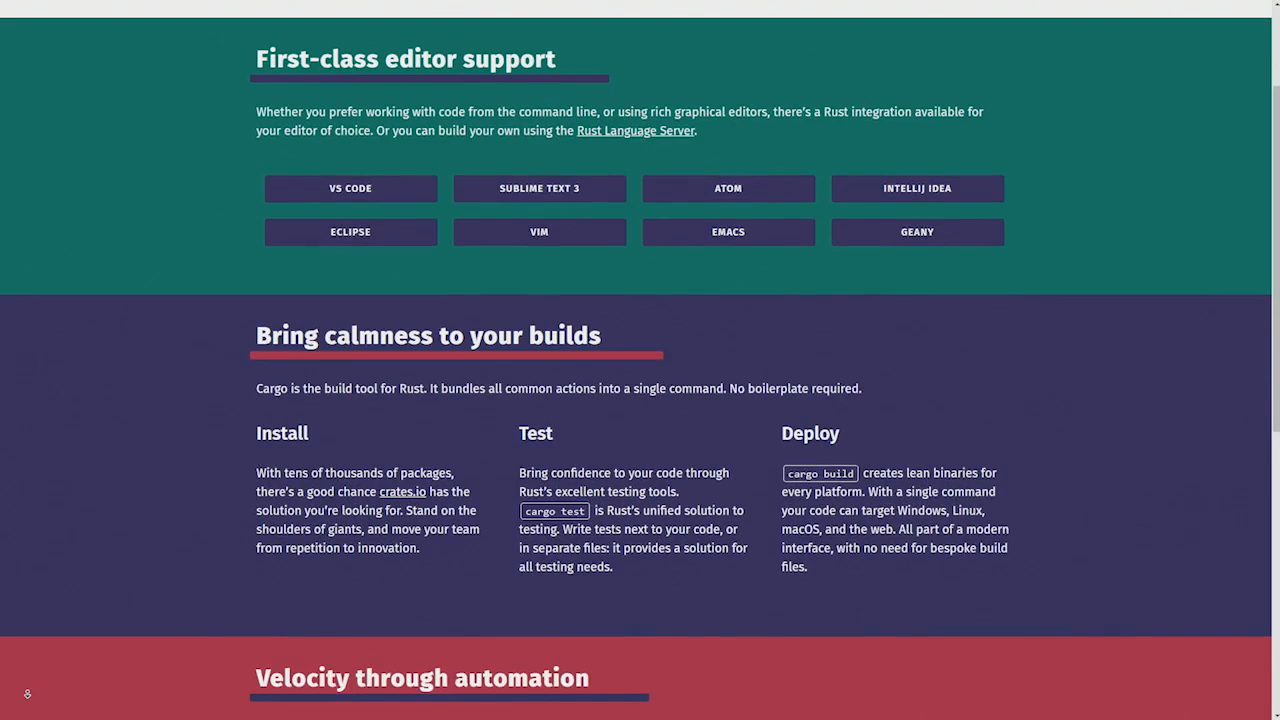 First-class editor support
Whether you prefer working with code from the command line, or using rich graphical editors, there’s a Rust integration available for
your editor of choice. Or you can build your own using the Rust Language Server.
VS CODE
SUBLIME TEXT 3
ATOM
INTELLIJ IDEA
ECLIPSE
VIM
EMACS
GEANY
Bring calmness to your builds
Cargo is the build tool for Rust. It bundles all common actions into a single command. No boilerplate required.
Install
With tens of thousands of packages,
there’s a good chance crates.io has the
solution you’re looking for. Stand on the
shoulders of giants, and move your team
from repetition to innovation.
Test
Bring confidence to your code through
Rust’s excellent testing tools.
cargo test is Rust’s unified solution to
testing. Write tests next to your code, or
in separate files: it provides a solution for
all testing needs.
Deploy
cargo build creates lean binaries for
every platform. With a single command
your code can target Windows, Linux,
macOS, and the web. All part of a modern
interface, with no need for bespoke build
files.
Velocity through automation